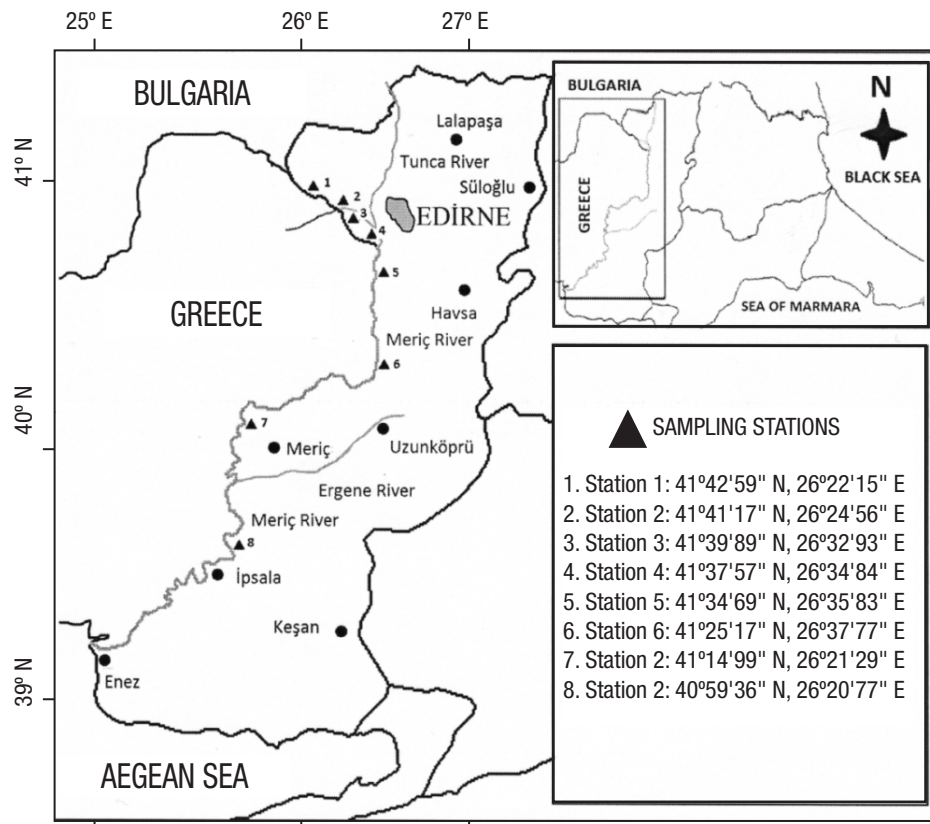 25º E
26º E
27º E
BULGARIA
Lalapaşa
Tunca River
Süloğlu
41º N
1
2
3
4
EDİRNE
5
GREECE
Havsa
Meriç River
6
40º N
7
Meriç
Uzunköprü
Ergene River
Meriç River
8
İpsala
Keşan
39º N
Enez
AEGEAN SEA
BULGARIA
N
BLACK SEA
GREECE
SEA OF MARMARA
SAMPLING STATIONS
1. Station 1: 41º42'59" N, 26º22'15" E
2. Station 2: 41º41'17" N, 26º24'56" E
3. Station 3: 41º39'89" N, 26º32'93" E
4. Station 4: 41º37'57" N, 26º34'84" E
5. Station 5: 41º34'69" N, 26º35'83" E
6. Station 6: 41º25'17" N, 26º37'77" E
7. Station 2: 41º14'99" N, 26º21'29" E
8. Station 2: 40º59'36" N, 26º20'77" E